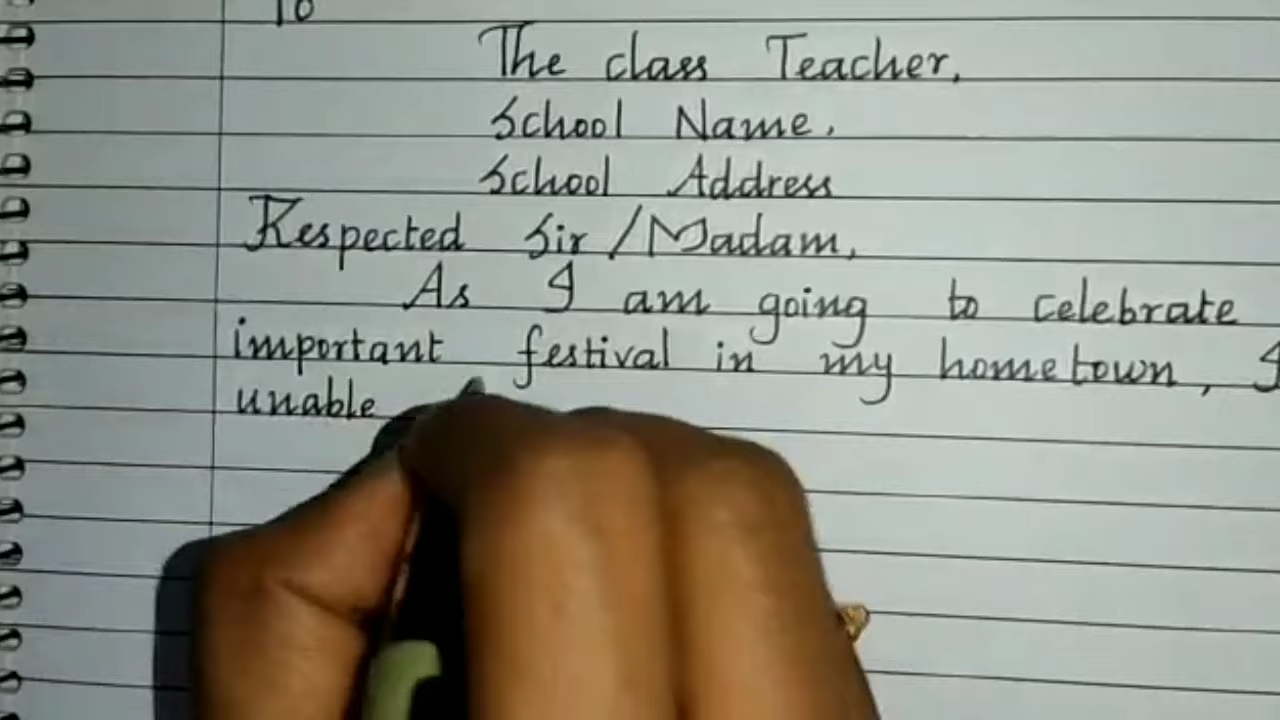 To
The class Teacher,
School Name.
School Address
Respected Sir/Madam,
As I am going to celebrate
important festival in my hometown, I
unable